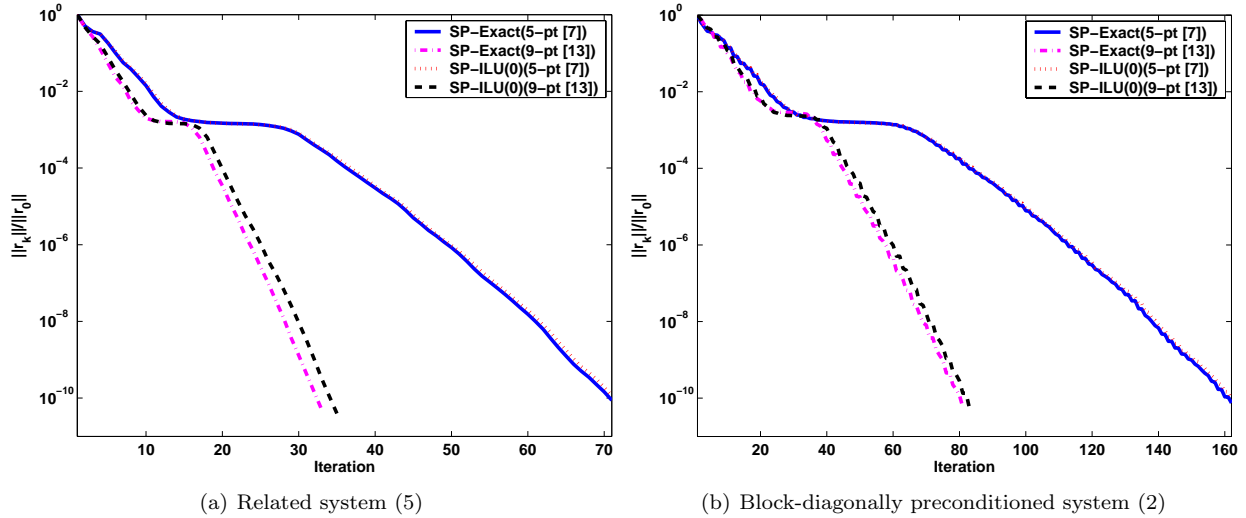 10^0
10^-2
10^-4
10^-6
10^-8
10^-10
||r_k||/||r_0||
10 20 30 40 50 60 70
Iteration
SP-Exact(5-pt [7])
SP-Exact(9-pt [13])
SP-ILU(0)(5-pt [7])
SP-ILU(0)(9-pt [13])
(a) Related system (5)
10^0
10^-2
10^-4
10^-6
10^-8
10^-10
||r_k||/||r_0||
20 40 60 80 100 120 140 160
Iteration
SP-Exact(5-pt [7])
SP-Exact(9-pt [13])
SP-ILU(0)(5-pt [7])
SP-ILU(0)(9-pt [13])
(b) Block-diagonally preconditioned system (2)